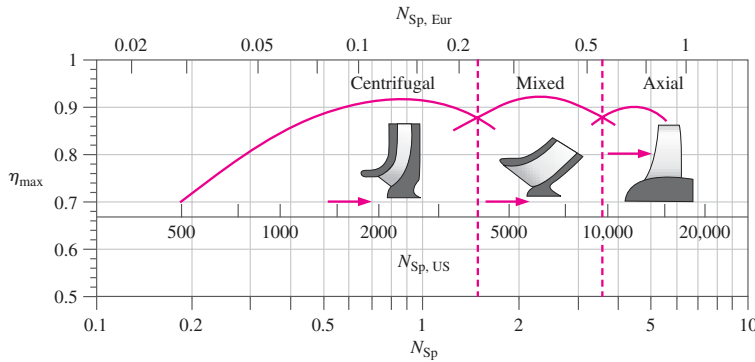 N_Sp, Eur
0.02 0.05 0.1 0.2 0.5 1
1
Centrifugal Mixed Axial
0.9
0.8
η_max
0.7
500 1000 2000 5000 10,000 20,000
0.6
N_Sp, US
0.5
0.1 0.2 0.5 1 2 5 10
N_Sp